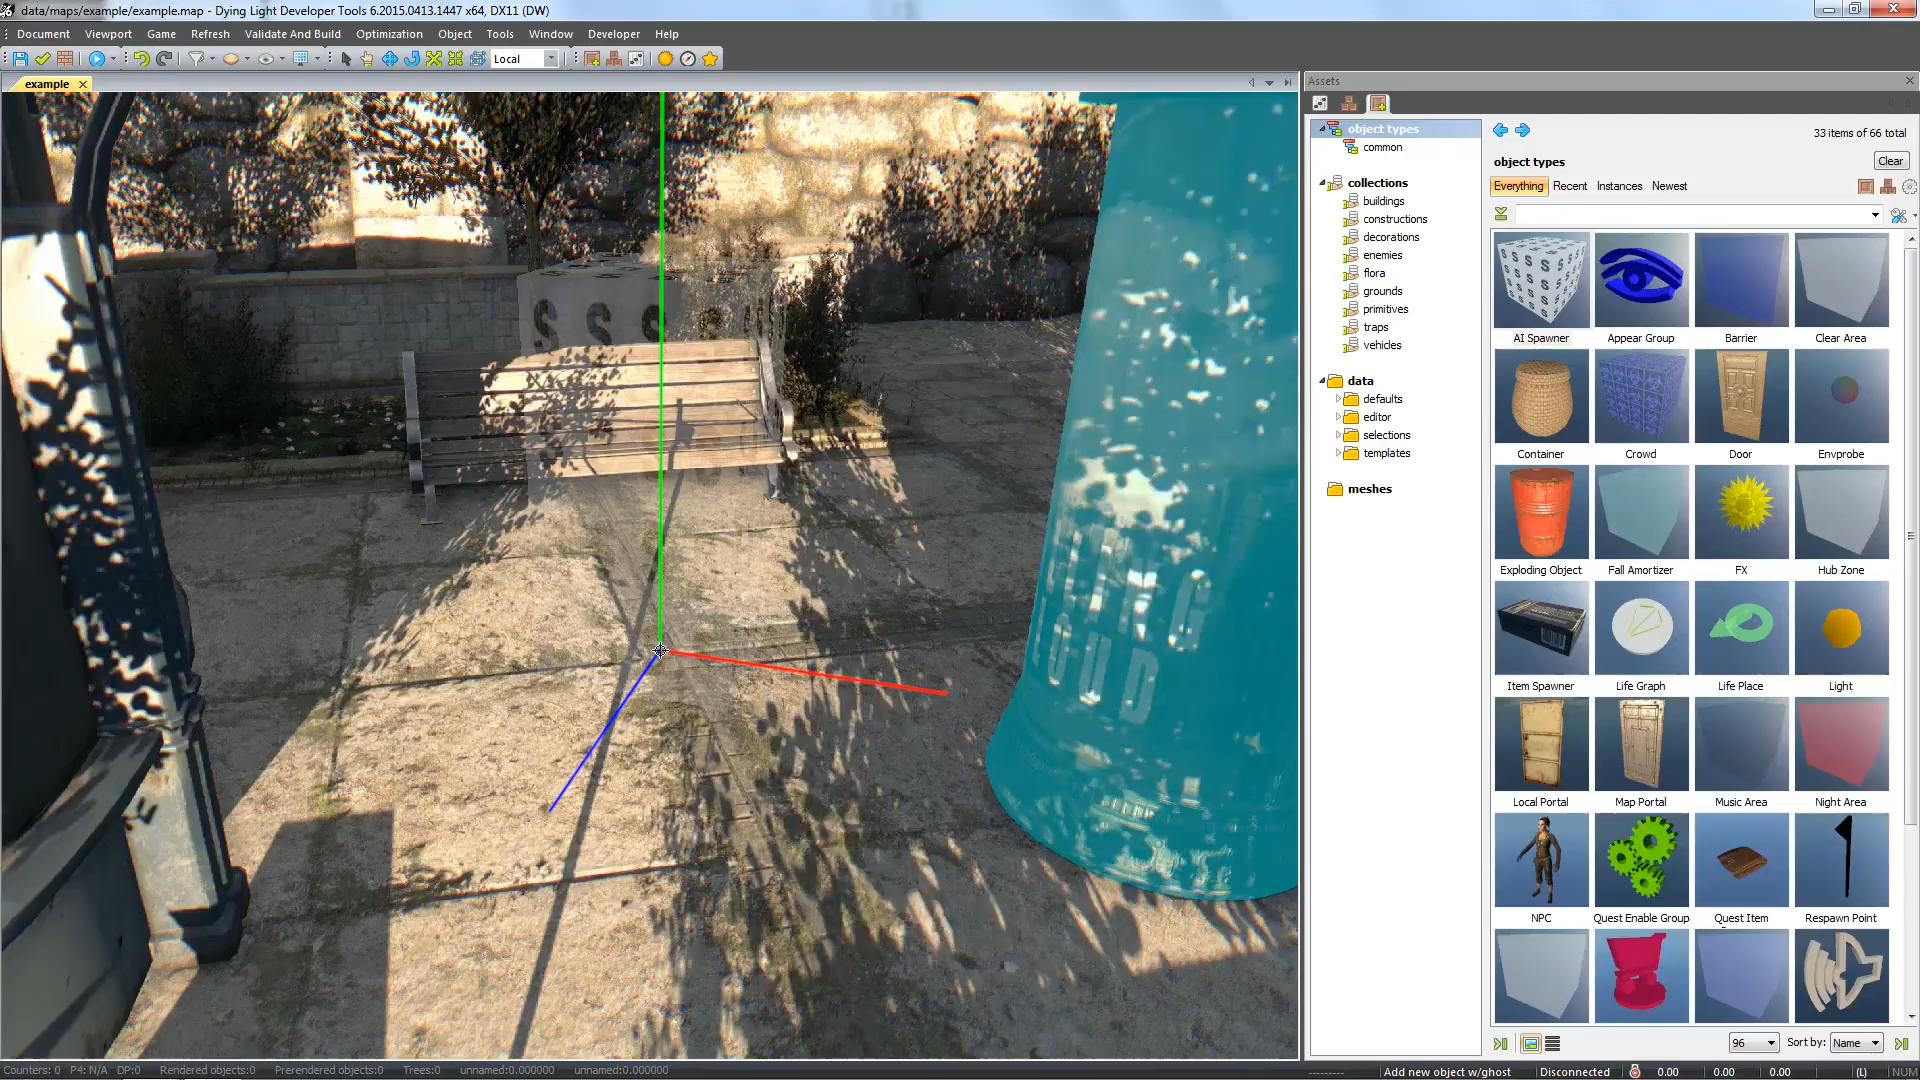 data/maps/example/example.map - Dying Light Developer Tools 6.2015.0413.1447 x64, DX11 (DW)
Document Viewport Game Refresh Validate And Build Optimization Object Tools Window Developer Help
Local
example
Assets
object types
common
collections
buildings
constructions
decorations
enemies
flora
grounds
primitives
traps
vehicles
data
defaults
editor
selections
templates
meshes
33 items of 66 total
object types
Clear
Everything Recent Instances Newest
AI Spawner Appear Group Barrier Clear Area
Container Crowd Door Envprobe
Exploding Object Fall Amortizer FX Hub Zone
Item Spawner Life Graph Life Place Light
Local Portal Map Portal Music Area Night Area
NPC Quest Enable Group Quest Item Respawn Point
96 Sort by: Name
S S S
Counters: 0 P4: N/A DP:0 Rendered objects:0 Prerendered objects:0 Trees:0 unnamed:0.000000 unnamed:0.000000
--------- Add new object w/ghost Disconnected 0.00 0.00 0.00 (L) NUM